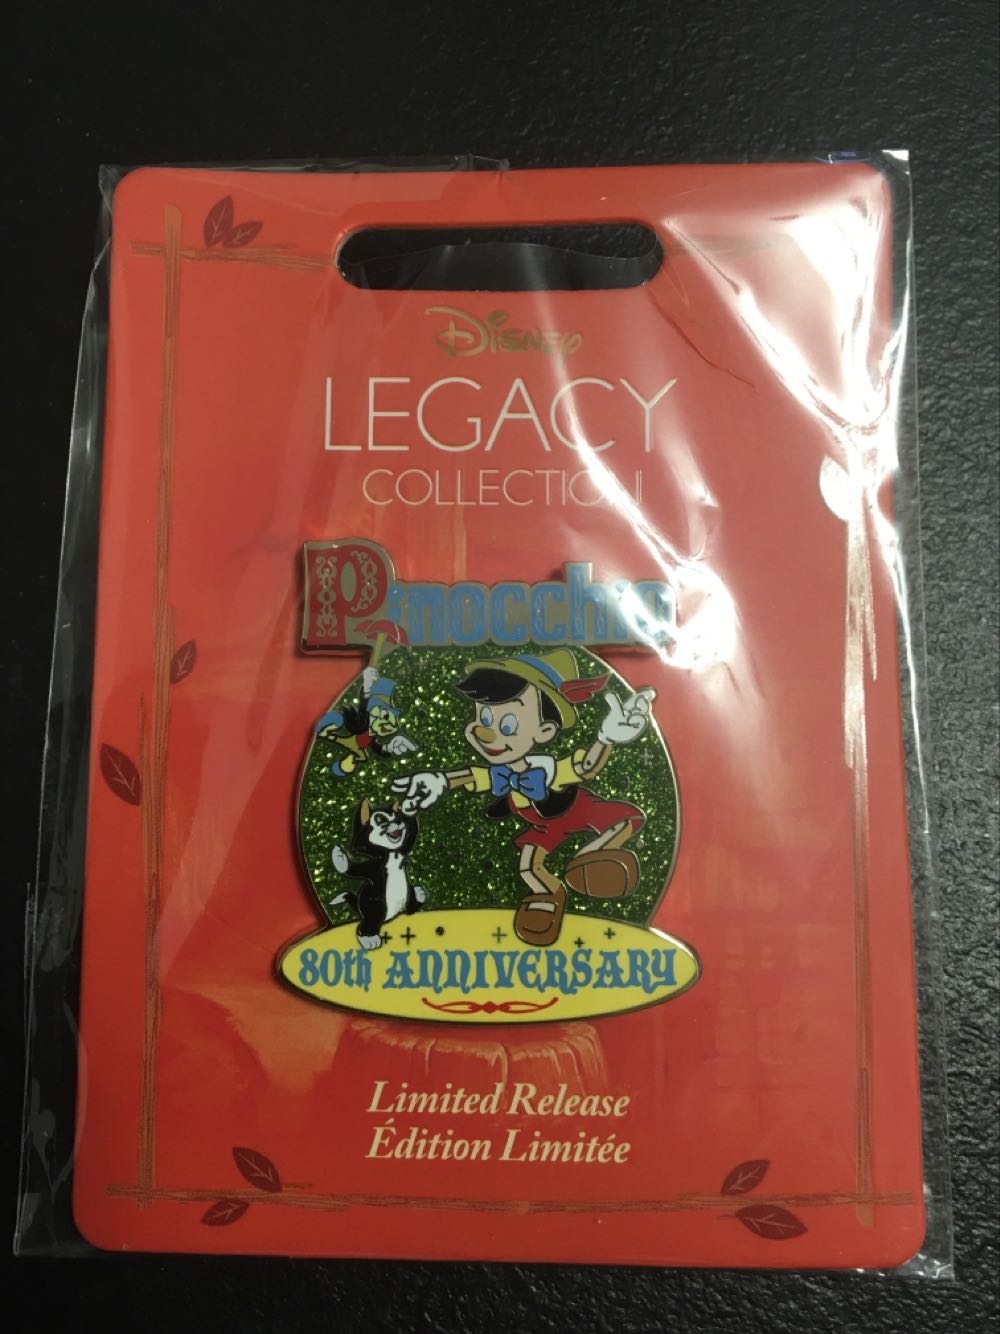 Disney
LEGACY
COLLECTION
Pinocchio
80th ANNIVERSARY
Limited Release
Édition Limitée